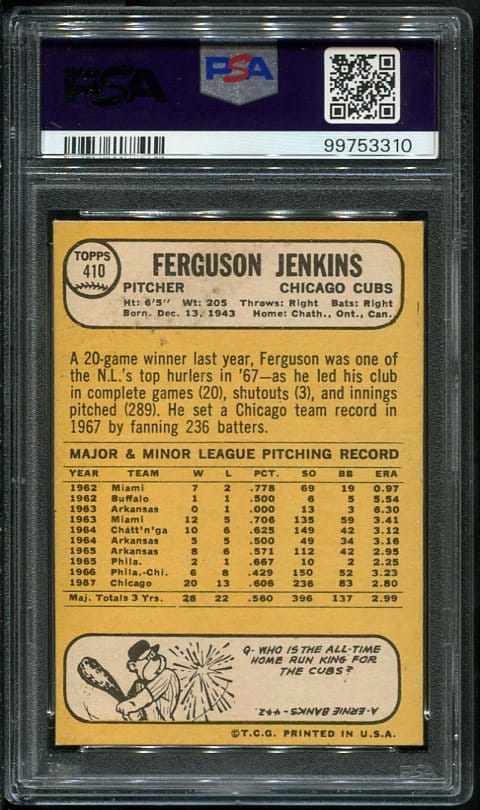 PSA
PSA
99753310
TOPPS
410
FERGUSON JENKINS
PITCHER CHICAGO CUBS
Ht: 6'5" Wt: 205 Throws: Right Bats: Right
Born. Dec. 13, 1943 Home: Chath., Ont., Can.
A 20-game winner last year, Ferguson was one of
the N.L.'s top hurlers in '67—as he led his club
in complete games (20), shutouts (3), and innings
pitched (289). He set a Chicago team record in
1967 by fanning 236 batters.
MAJOR & MINOR LEAGUE PITCHING RECORD
YEAR TEAM W L PCT. SO BB ERA
1962 Miami 7 2 .778 69 19 0.97
1962 Buffalo 1 1 .500 6 5 5.54
1963 Arkansas 0 1 .000 13 3 6.30
1963 Miami 12 5 .706 135 59 3.41
1964 Chatt'n'ga 10 6 .625 149 42 3.12
1964 Arkansas 5 5 .500 49 34 3.16
1965 Arkansas 8 6 .571 112 42 2.95
1965 Phila. 2 1 .667 10 2 2.25
1966 Phila.-Chi. 6 8 .429 150 52 3.23
1967 Chicago 20 13 .606 236 83 2.80
Maj. Totals 3 Yrs. 28 22 .560 396 137 2.99
Q- WHO IS THE ALL-TIME
HOME RUN KING FOR
THE CUBS?
A- ERNIE BANKS - 442
©T.C.G. PRINTED IN U.S.A.